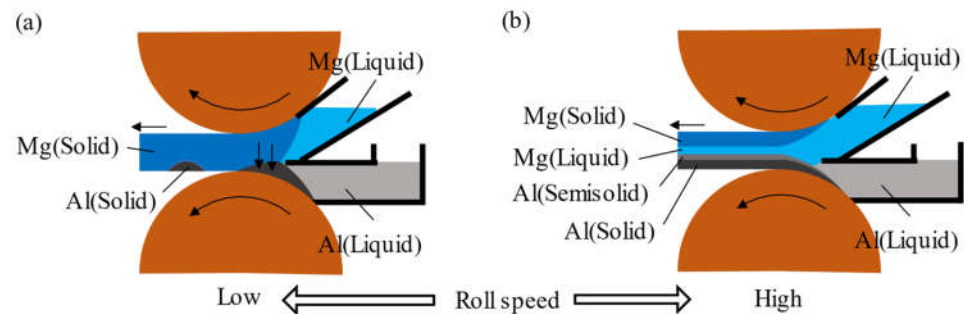 (a)
Mg(Liquid)
Mg(Solid)
Al(Solid)
Al(Liquid)
Low
Roll speed
(b)
Mg(Liquid)
Mg(Solid)
Mg(Liquid)
Al(Semisolid)
Al(Solid)
Al(Liquid)
High